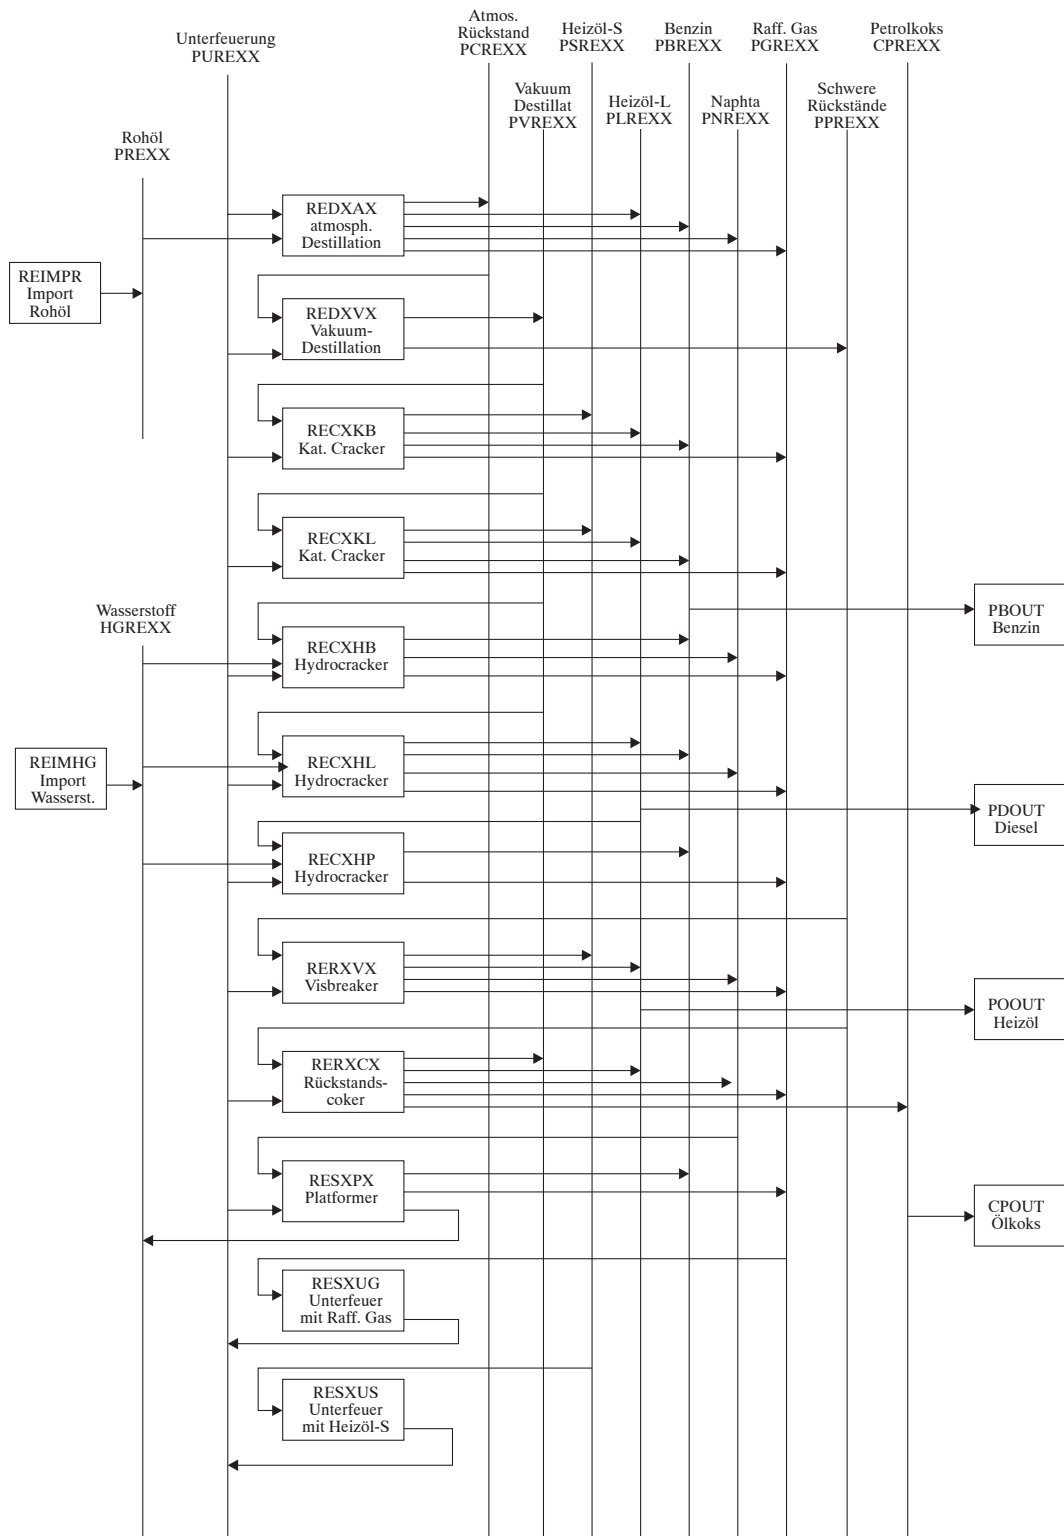 Atmos.
Rückstand
PCREXX
Heizöl-S
PSREXX
Benzin
PBREXX
Raff. Gas
PGREXX
Petrolkoks
CPREXX
Unterfeuerung
PUREXX
Vakuum
Destillat
PVREXX
Heizöl-L
PLREXX
Naphta
PNREXX
Schwere
Rückstände
PPREXX
Rohöl
PREXX
REDXAX
atmosph.
Destillation
REIMPR
Import
Rohöl
REDXVX
Vakuum-
Destillation
RECXKB
Kat. Cracker
RECXKL
Kat. Cracker
Wasserstoff
HGREXX
PBOUT
Benzin
RECXHB
Hydrocracker
REIMHG
Import
Wasserst.
RECXHL
Hydrocracker
PDOUT
Diesel
RECXHP
Hydrocracker
RERXVX
Visbreaker
POOUT
Heizöl
RERXCX
Rückstands-
coker
RESXPX
Platformer
CPOUT
Ölkoks
RESXUG
Unterfeuer
mit Raff. Gas
RESXUS
Unterfeuer
mit Heizöl-S